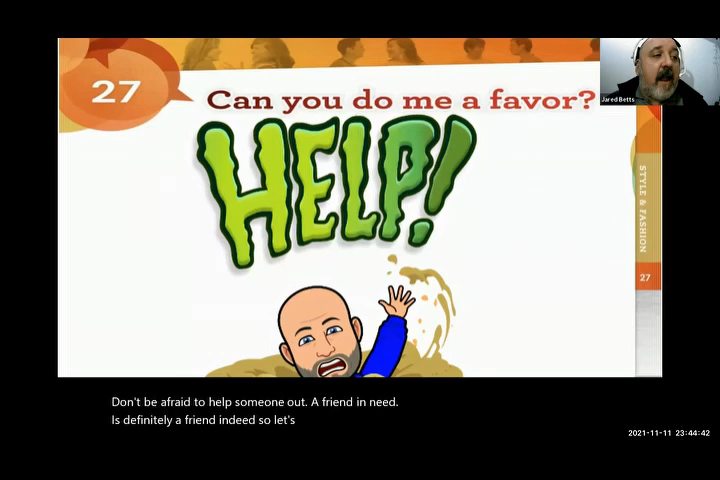 27
Can you do me a favor?
HELP!
Jared Betts
STYLE & FASHION
27
Don't be afraid to help someone out. A friend in need.
Is definitely a friend indeed so let's
2021-11-11 23:44:42